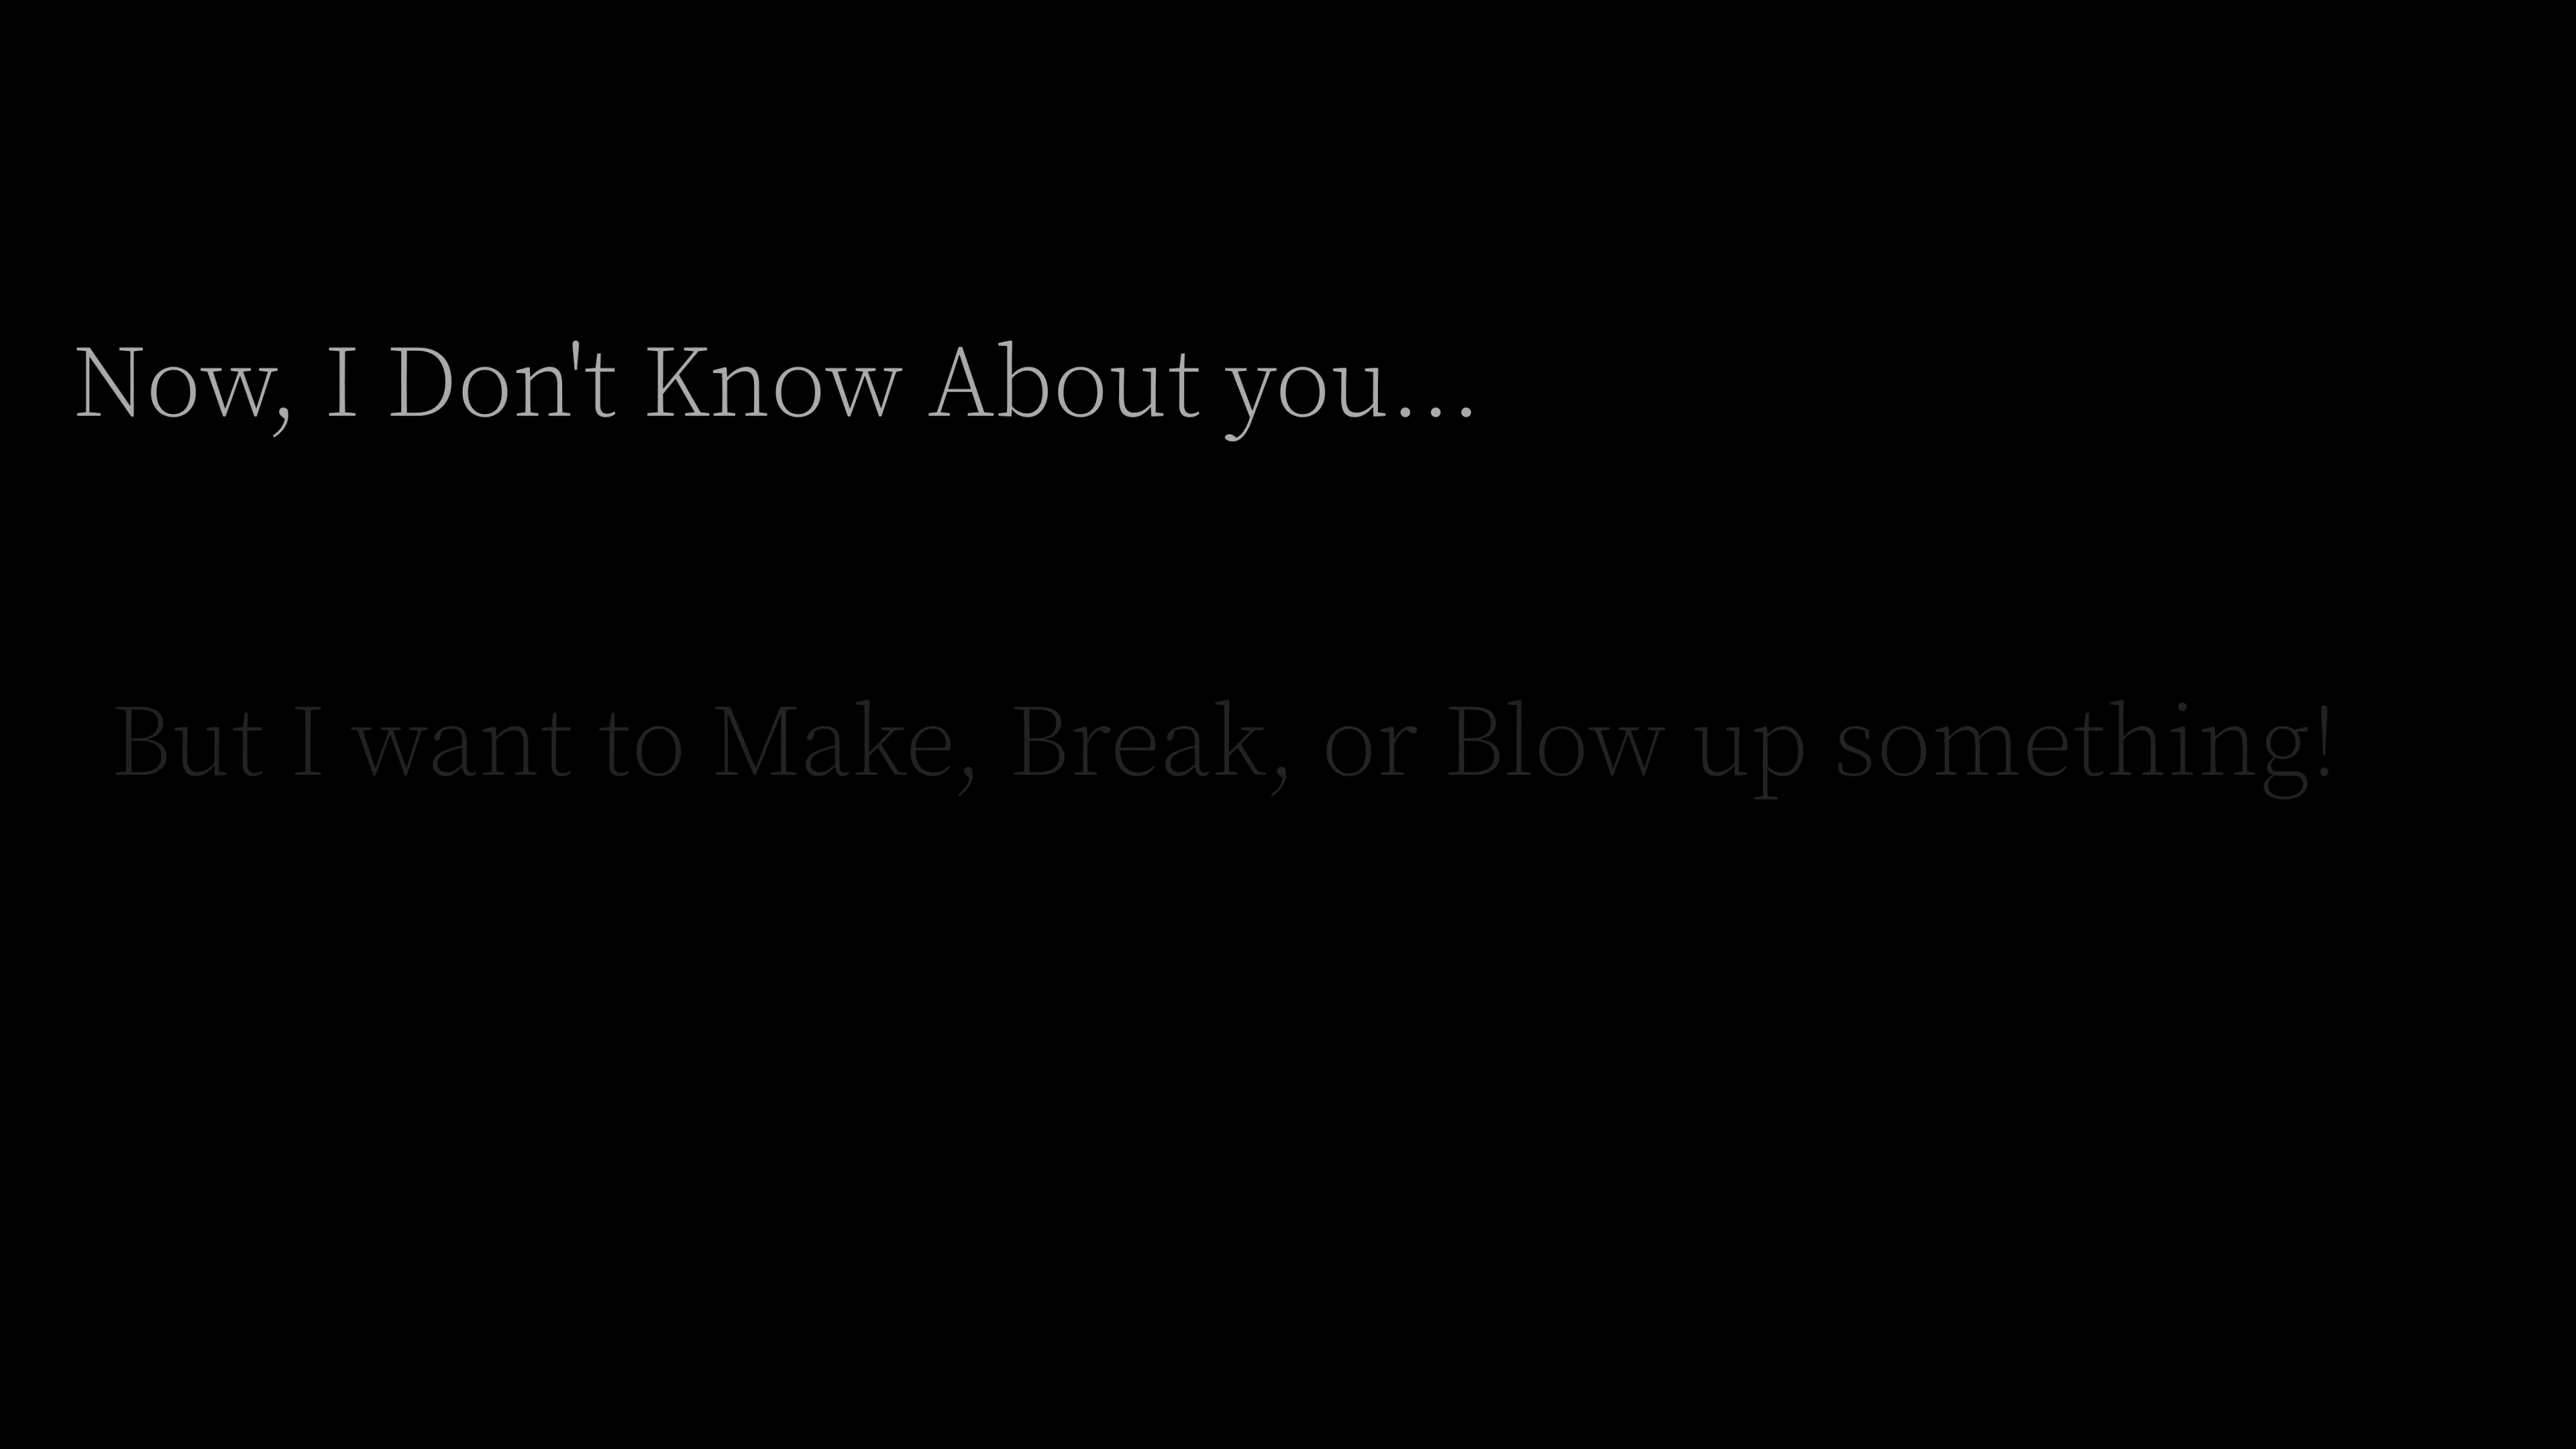 Now, I Don't Know About you...
But I want to Make, Break, or Blow up something!